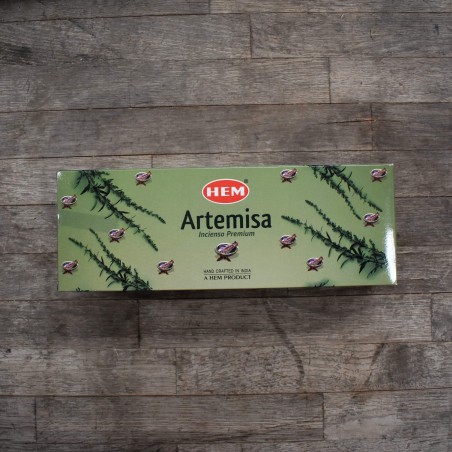 HEM
Artemisa
Incienso Premium
HAND CRAFTED IN INDIA
A HEM PRODUCT